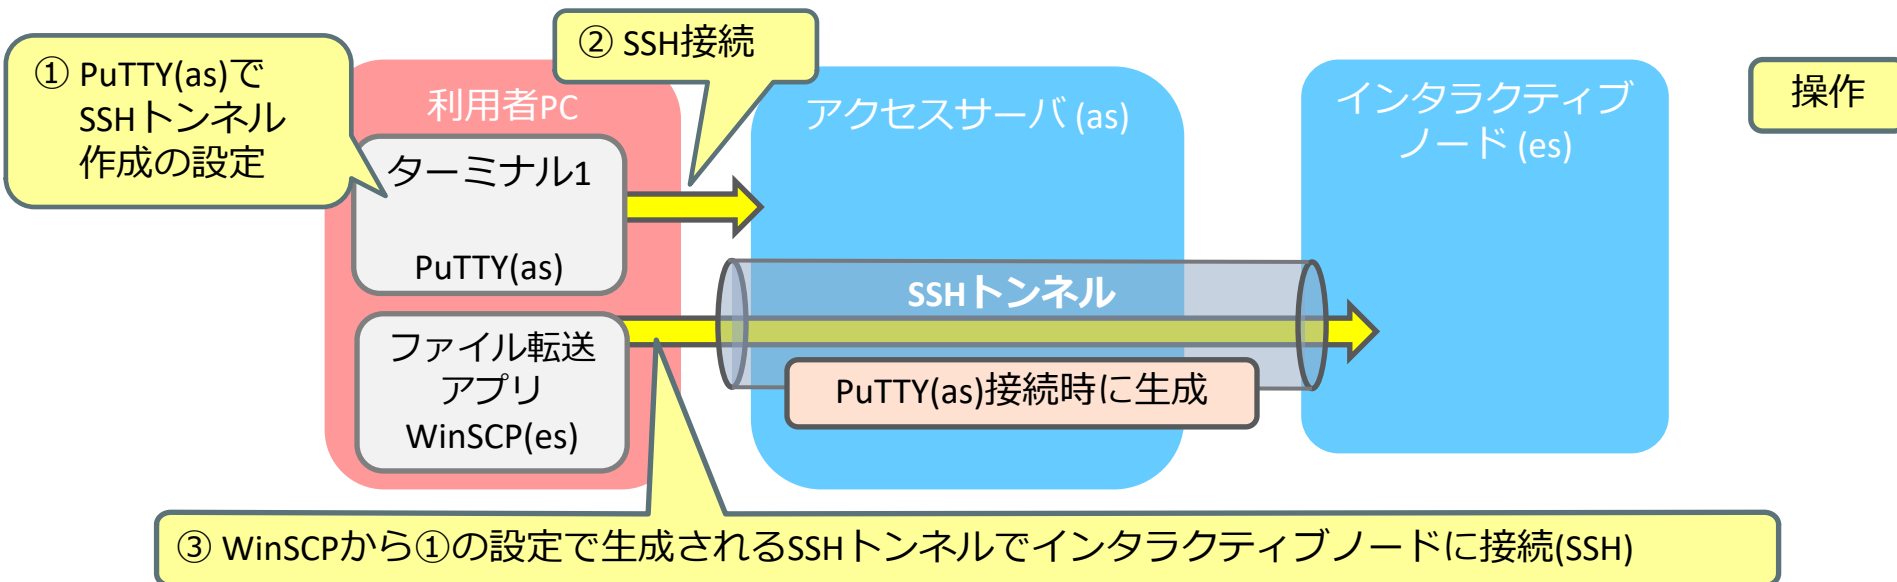 ① PuTTY(as)で
SSHトンネル
作成の設定
② SSH接続
利用者PC
ターミナル1
PuTTY(as)
ファイル転送
アプリ
WinSCP(es)
アクセスサーバ (as)
SSHトンネル
PuTTY(as)接続時に生成
インタラクティブ
ノード (es)
操作
③ WinSCPから①の設定で生成されるSSHトンネルでインタラクティブノードに接続(SSH)